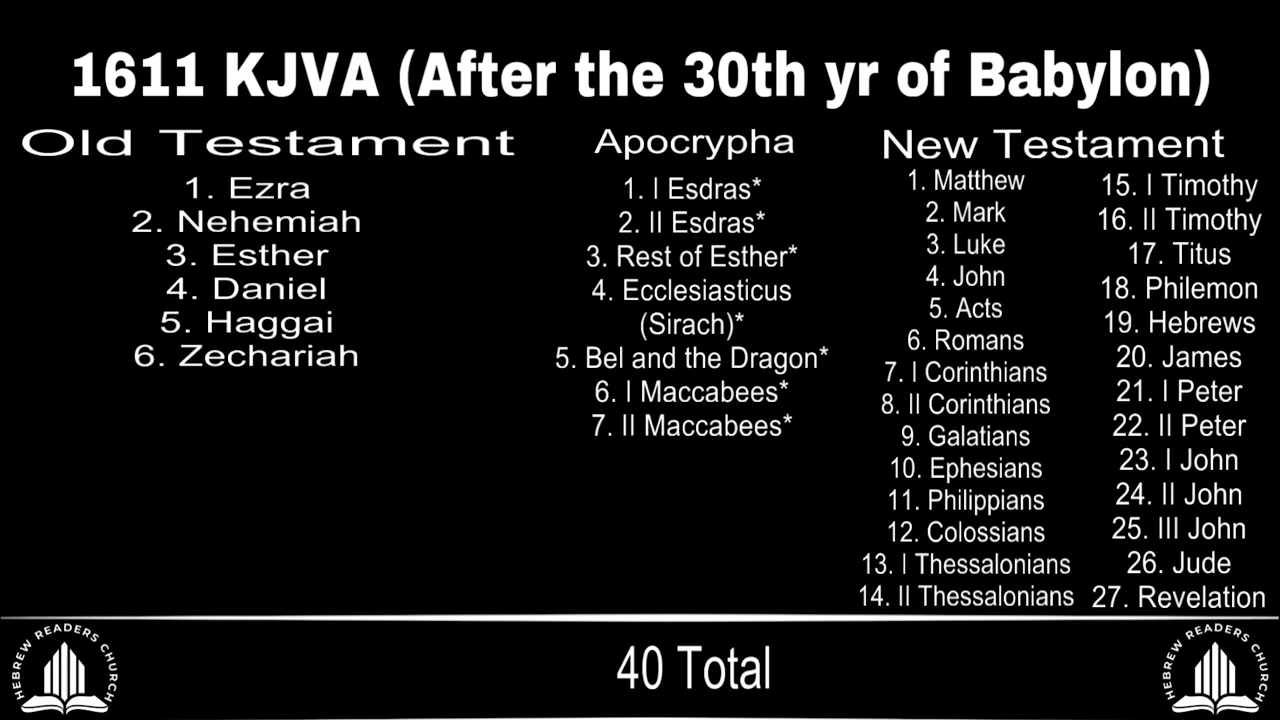 1611 KJVA (After the 30th yr of Babylon)
Old Testament
1. Ezra
2. Nehemiah
3. Esther
4. Daniel
5. Haggai
6. Zechariah
Apocrypha
1. I Esdras*
2. II Esdras*
3. Rest of Esther*
4. Ecclesiasticus
(Sirach)*
5. Bel and the Dragon*
6. I Maccabees*
7. II Maccabees*
New Testament
1. Matthew
2. Mark
3. Luke
4. John
5. Acts
6. Romans
7. I Corinthians
8. II Corinthians
9. Galatians
10. Ephesians
11. Philippians
12. Colossians
13. I Thessalonians
14. II Thessalonians
15. I Timothy
16. II Timothy
17. Titus
18. Philemon
19. Hebrews
20. James
21. I Peter
22. II Peter
23. I John
24. II John
25. III John
26. Jude
27. Revelation
HEBREW READERS CHURCH
40 Total
HEBREW READERS CHURCH